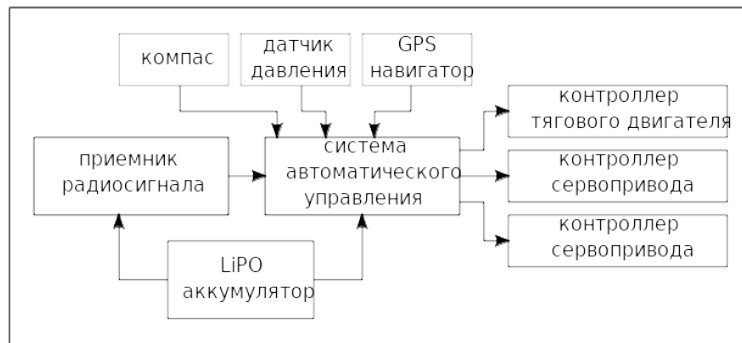 компас
датчик
давления
GPS
навигатор
контроллер
тягового двигателя
приемник
радиосигнала
система
автоматического
управления
контроллер
сервопривода
контроллер
сервопривода
LiPO
аккумулятор